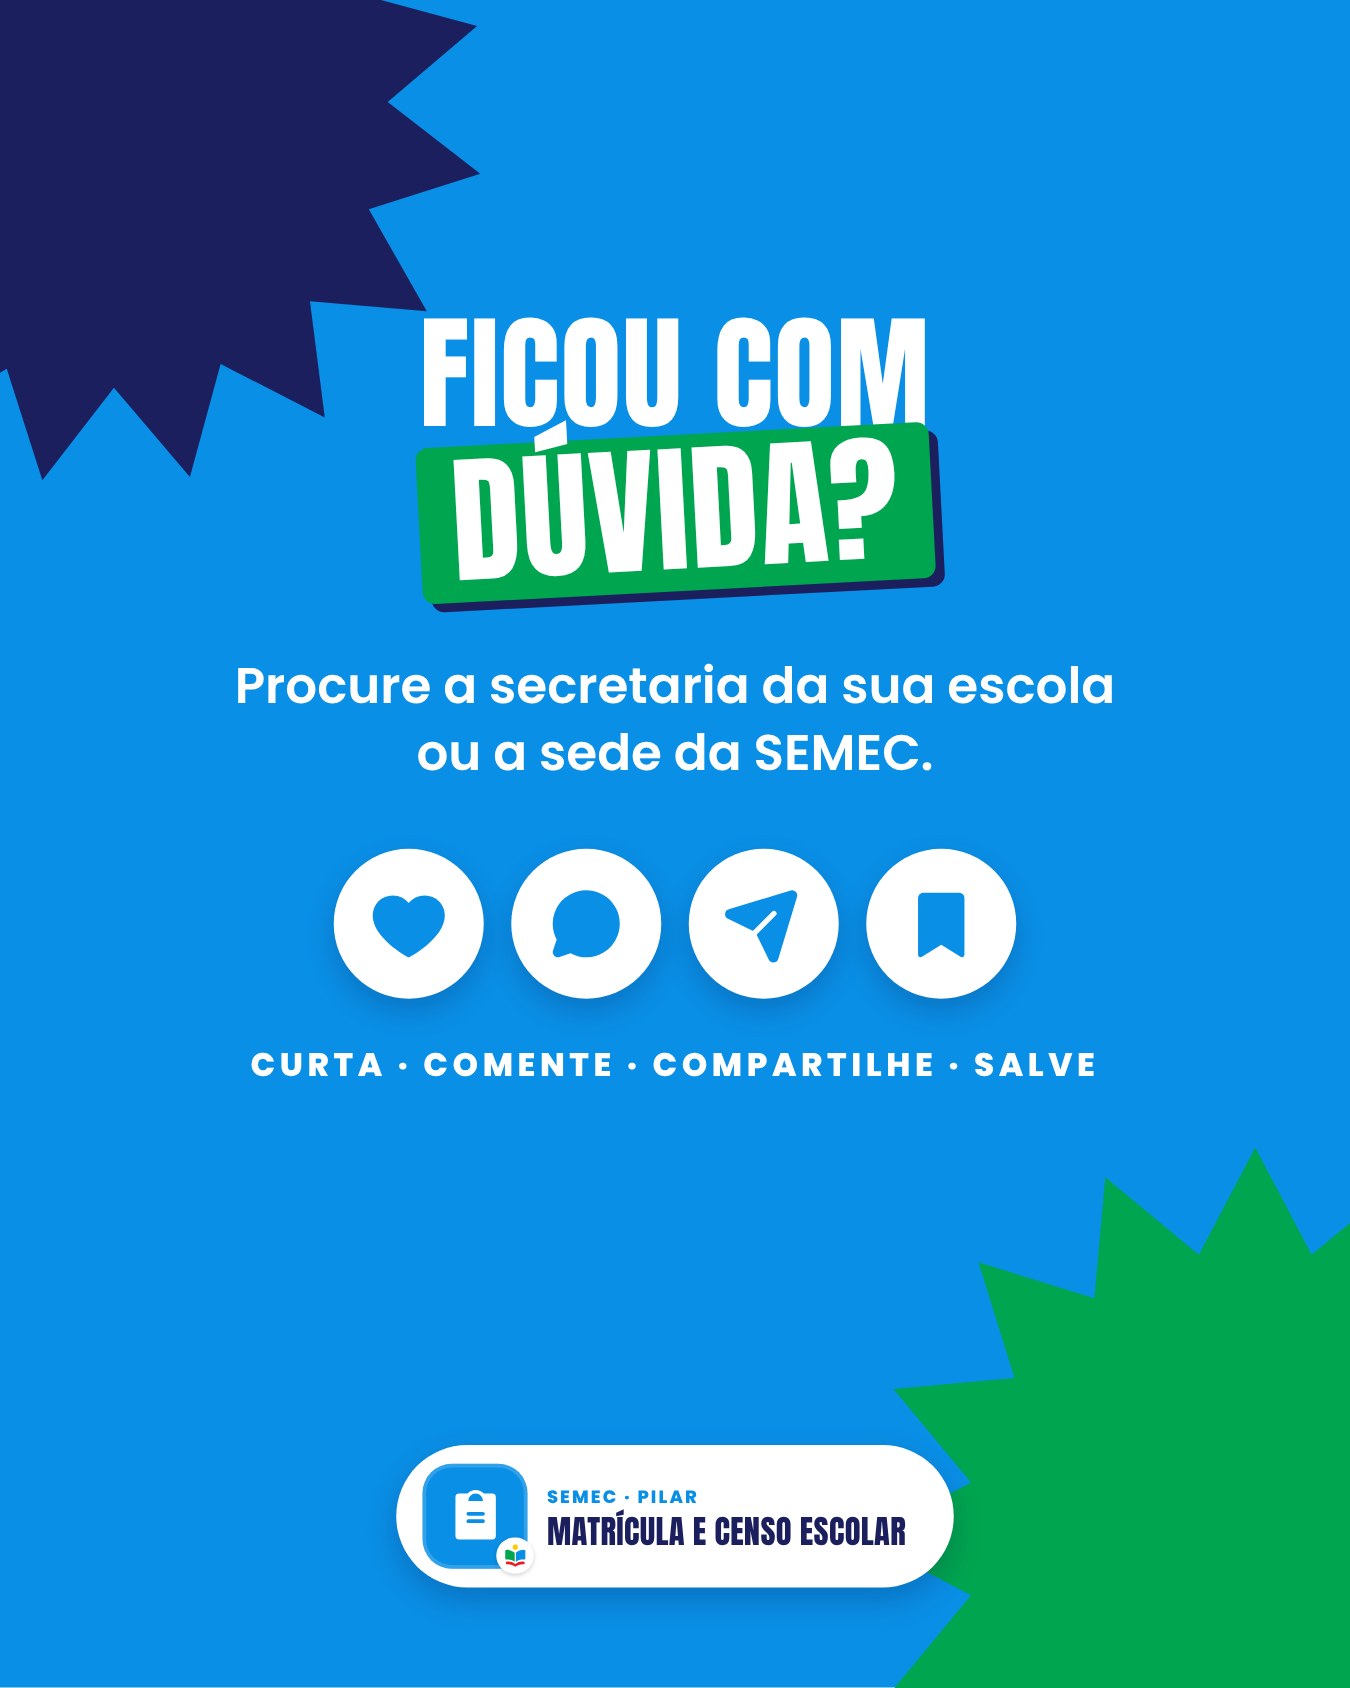 FICOU COM
DÚVIDA?
Procure a secretaria da sua escola
ou a sede da SEMEC.
CURTA · COMENTE · COMPARTILHE · SALVE
SEMEC · PILAR
MATRÍCULA E CENSO ESCOLAR